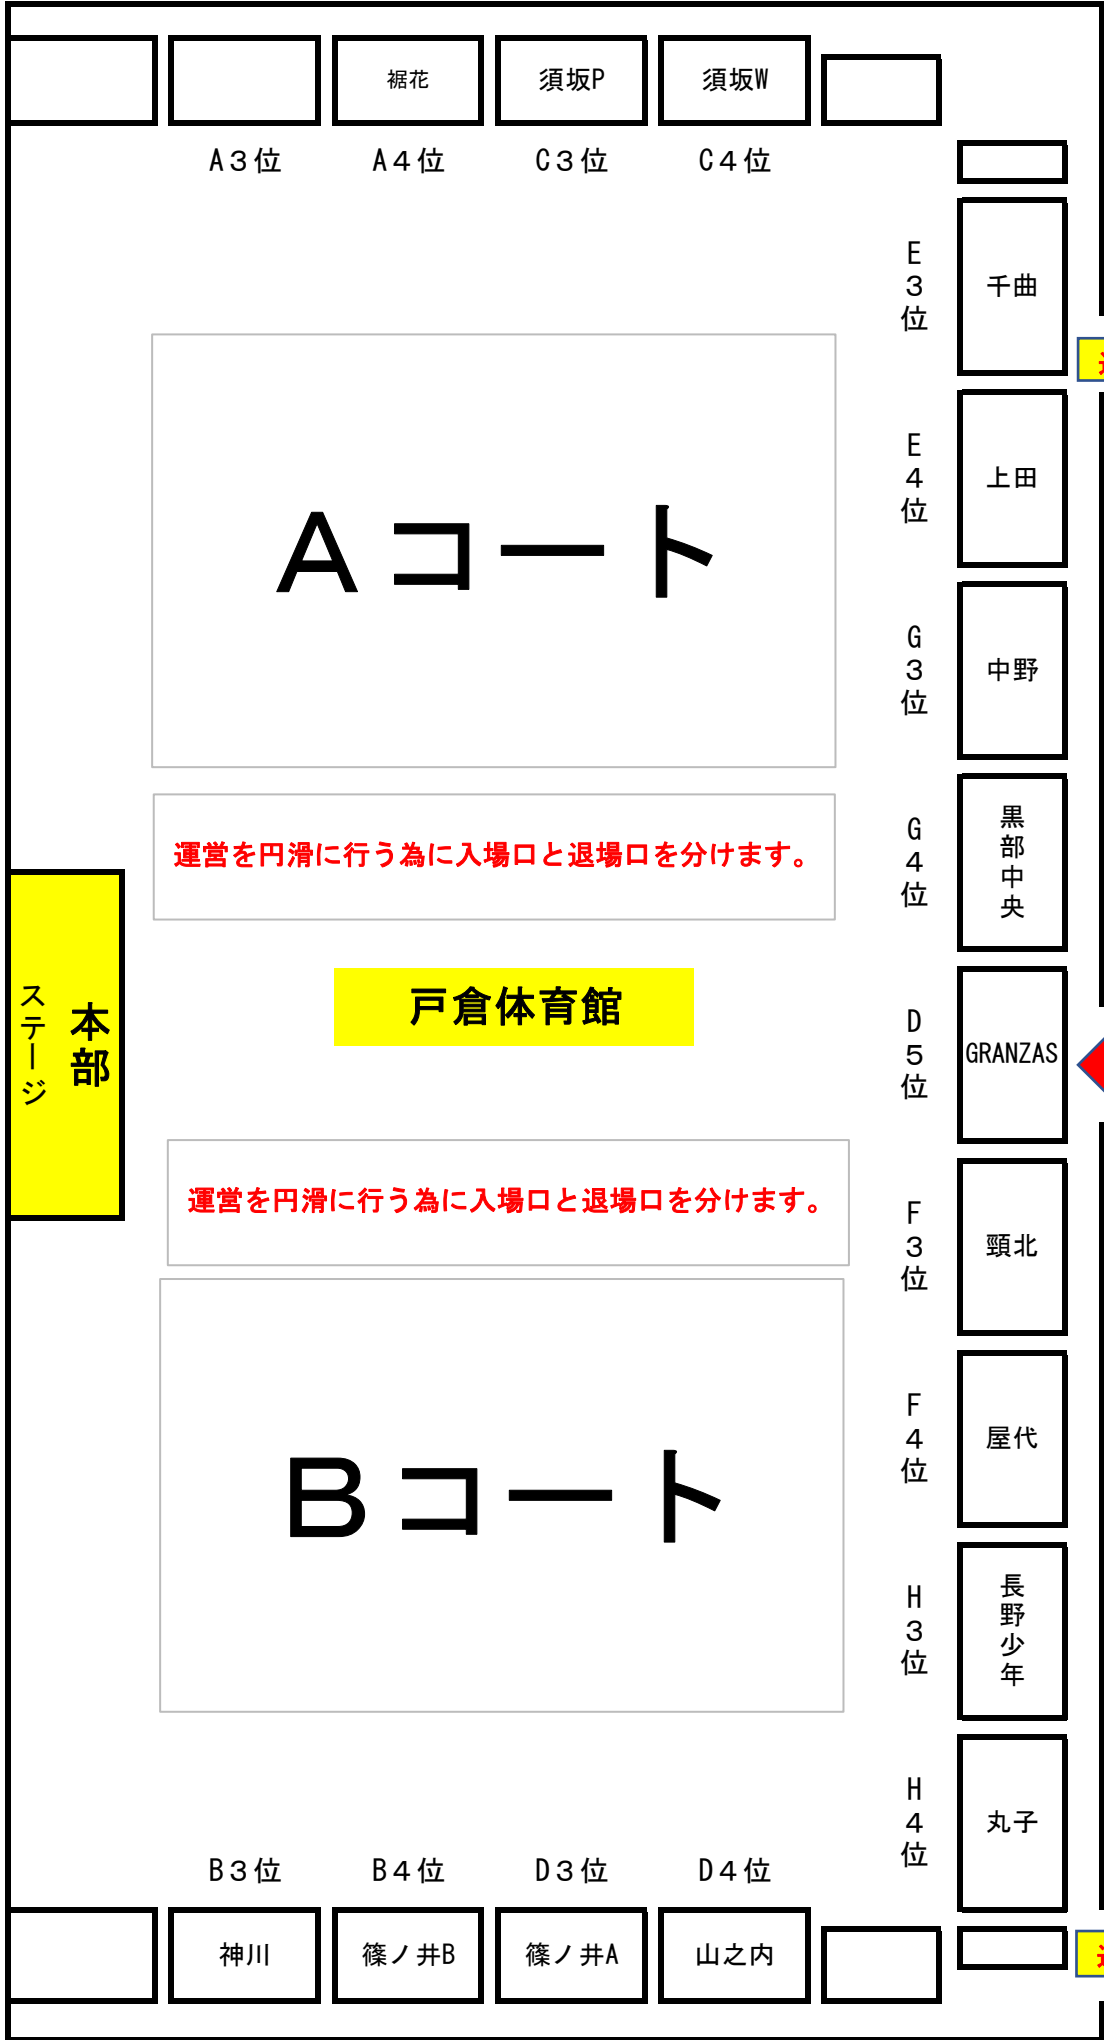 裾花
須坂P
須坂W
A３位
A４位
C３位
C４位
E３位
千曲
E４位
上田
Aコート
G３位
中野
G４位
黒部中央
運営を円滑に行う為に入場口と退場口を分けます。
本部
ステージ
戸倉体育館
D５位
GRANZAS
運営を円滑に行う為に入場口と退場口を分けます。
F３位
頸北
F４位
屋代
Bコート
H３位
長野少年
H４位
丸子
B３位
B４位
D３位
D４位
神川
篠ノ井B
篠ノ井A
山之内